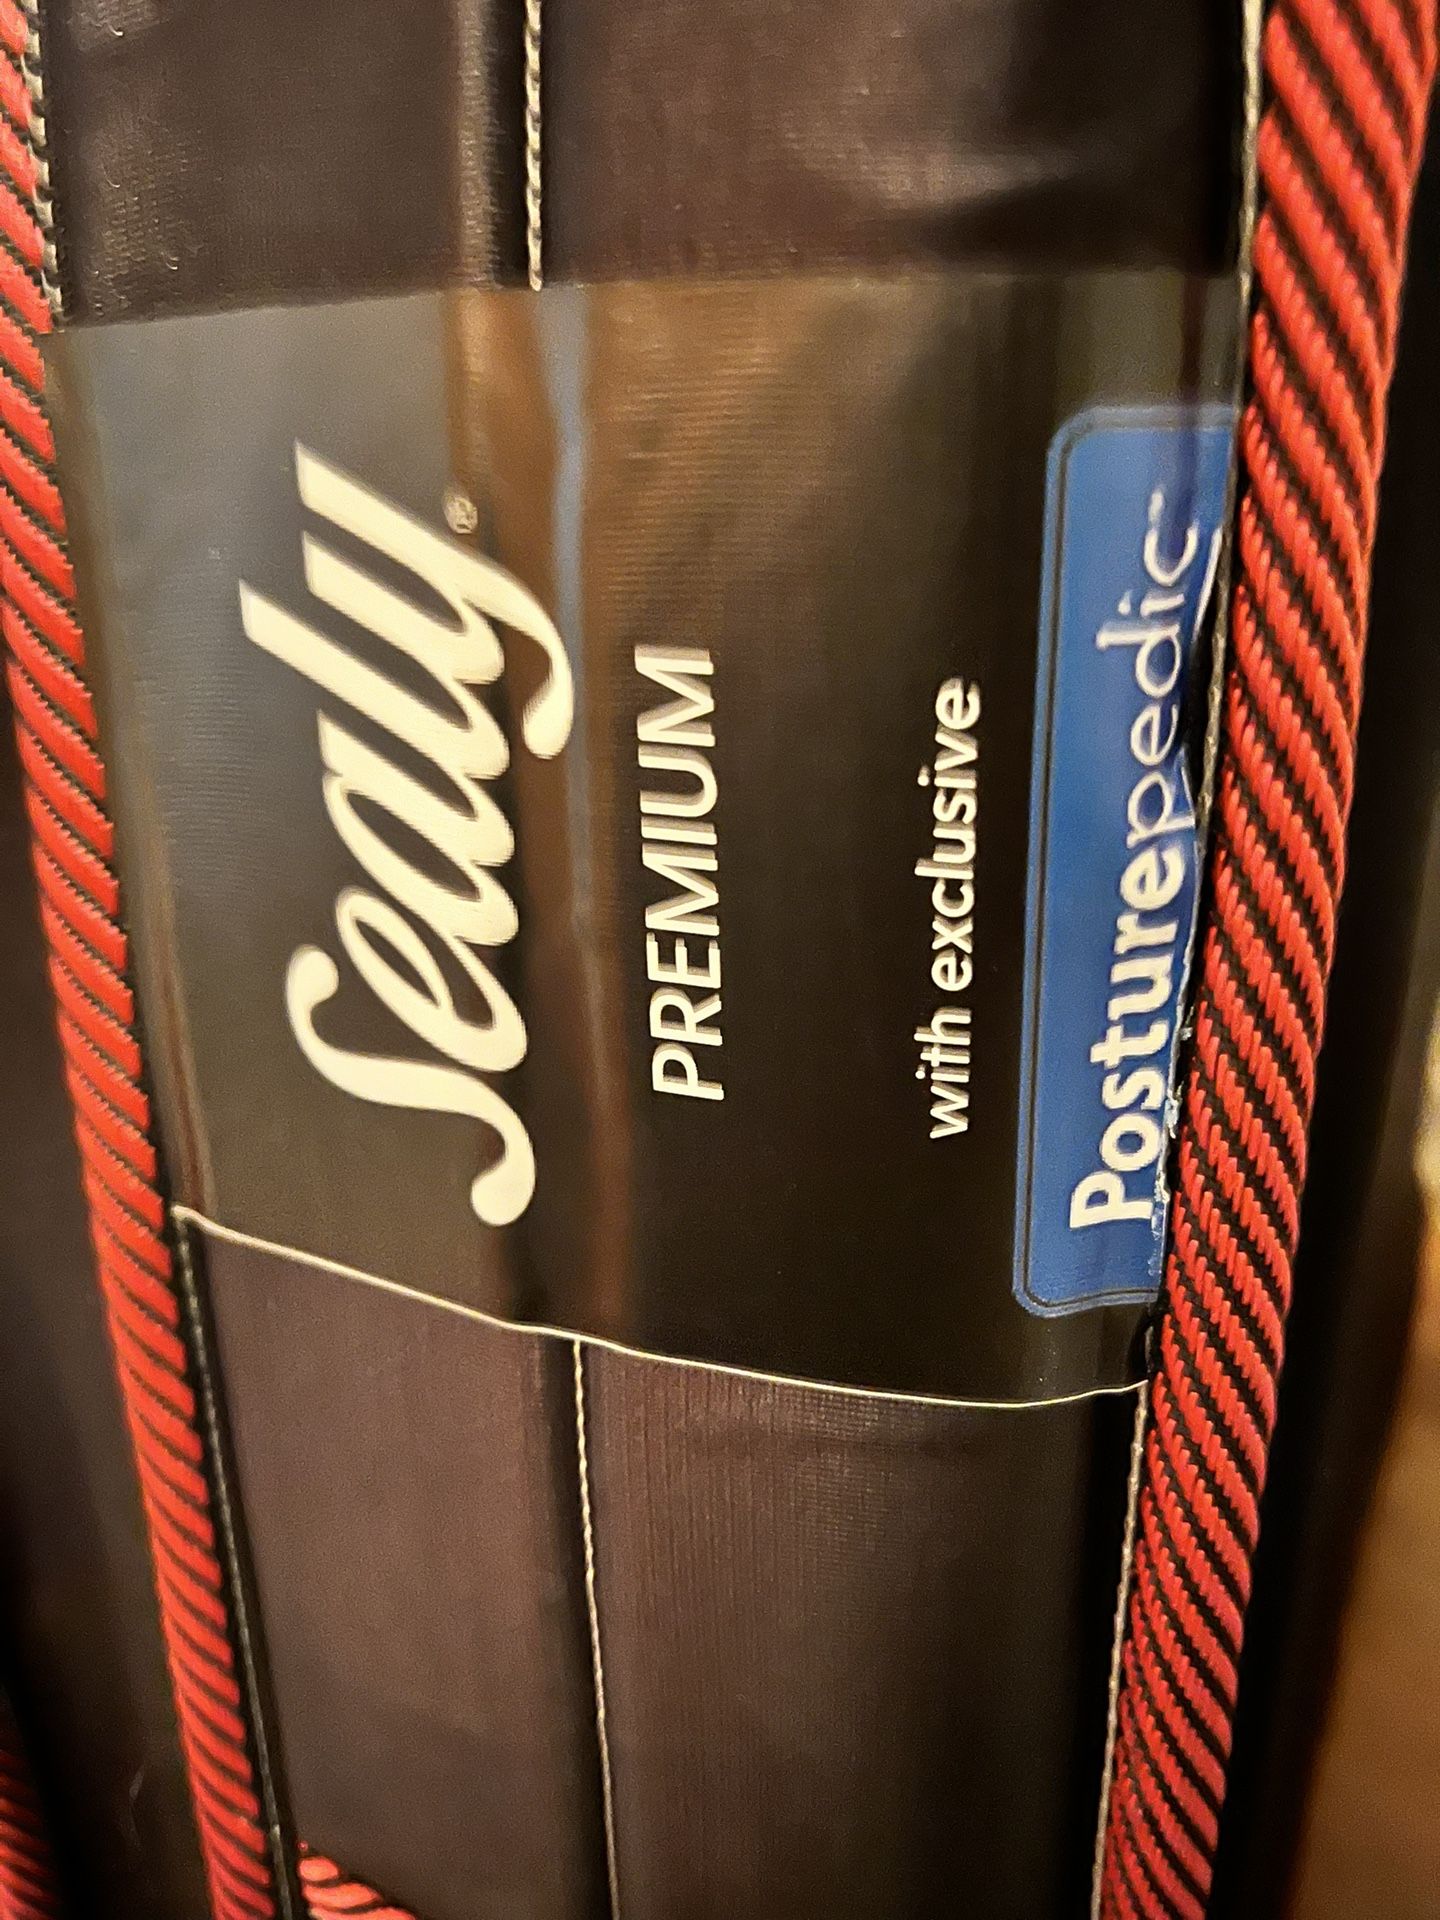 Sealy®
PREMIUM
with exclusive
Posturepedic